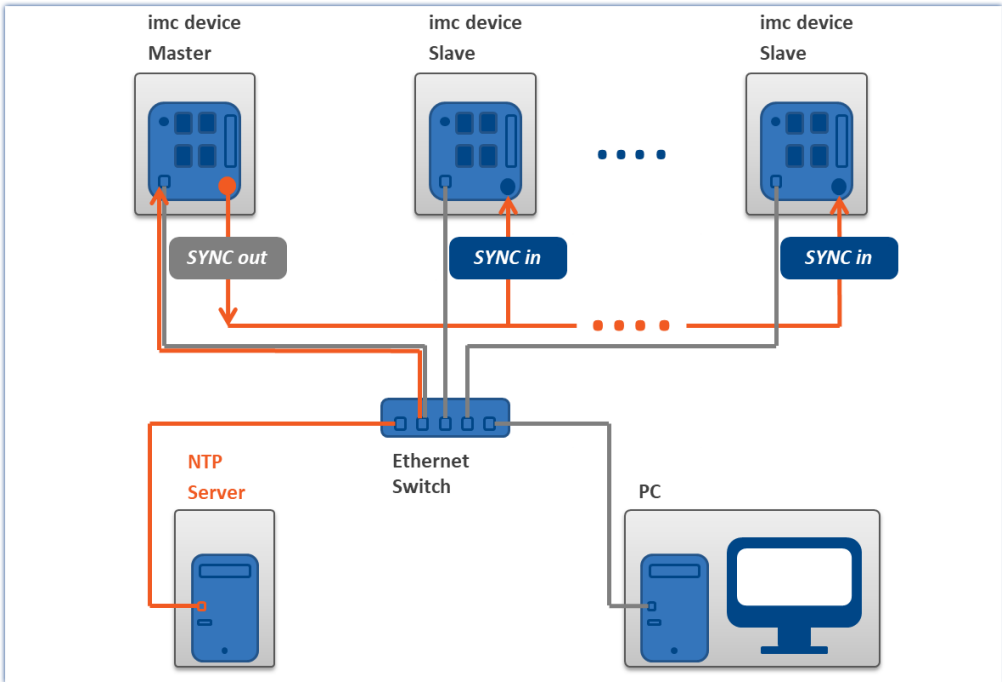 imc device
Master
imc device
Slave
imc device
Slave
SYNC out
SYNC in
SYNC in
Ethernet
Switch
NTP
Server
PC